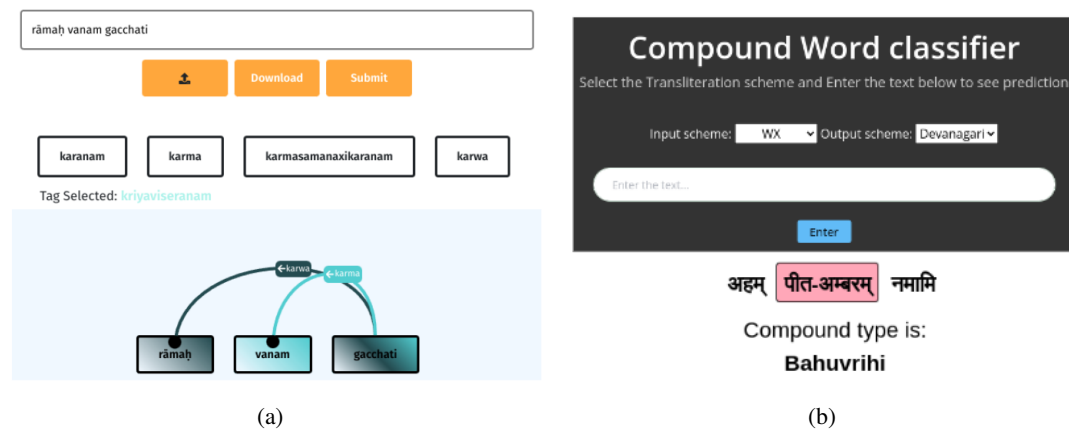 rāmaḥ vanam gacchati
Download Submit
karanam karma karmasamanaxikaranam karwa
Tag Selected: kriyaviseranam
←karwa
←karma
rāmaḥ vanam gacchati
(a)
Compound Word classifier
Select the Transliteration scheme and Enter the text below to see prediction
Input scheme: WX Output scheme: Devanagari
Enter the text...
Enter
अहम् पीत-अम्बरम् नमामि
Compound type is:
Bahuvrihi
(b)